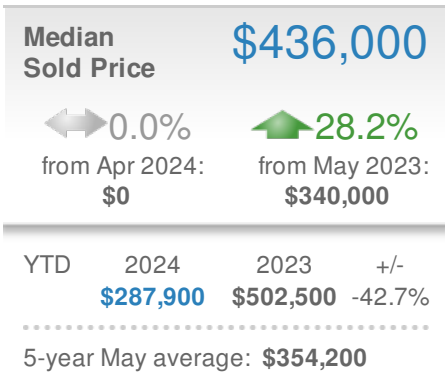 Median $436,000
Sold Price
0.0% 28.2%
from Apr 2024: from May 2023:
$0 $340,000
YTD 2024 2023 +/-
$287,900 $502,500 -42.7%
5-year May average: $354,200